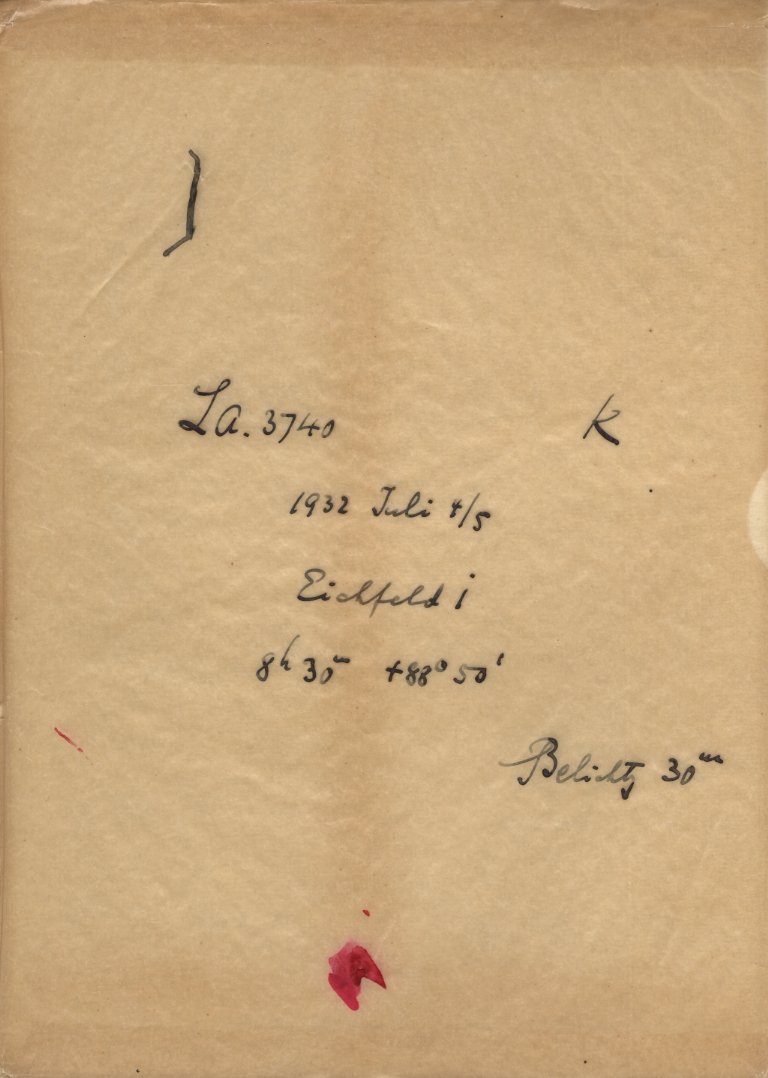 La. 3740 K
1932 Juli 4/5
Eichfeld i
8h 30m +88° 50'
Belichtg 30m